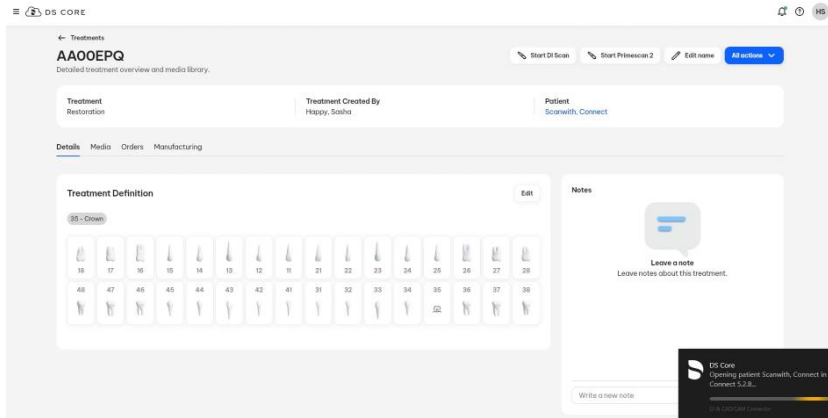 DS CORE
HS
Treatments
AA00EPQ
Detailed treatment overview and media library.
Start DI Scan
Start Primescan 2
Edit name
All actions
Treatment
Restoration
Treatment Created By
Happy, Sasha
Patient
Scanwith, Connect
Details Media Orders Manufacturing
Treatment Definition
Edit
35 - Crown
18 17 16 15 14 13 12 11 21 22 23 24 25 26 27 28
48 47 46 45 44 43 42 41 31 32 33 34 35 36 37 38
Notes
Leave a note
Leave notes about this treatment.
Write a new note
DS Core
Opening patient Scanwith, Connect in
Connect 5.2.8...